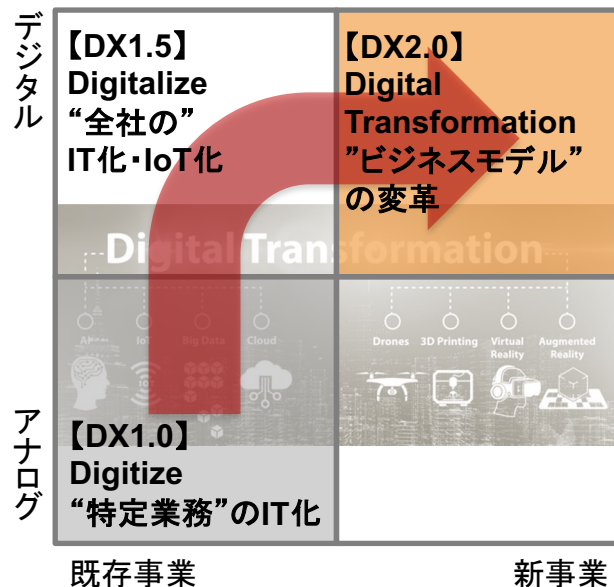 デジタル
【DX1.5】
Digitalize
“全社の”
IT化・IoT化
【DX2.0】
Digital
Transformation
”ビジネスモデル”
の変革
Digital Transformation
AI
IoT
Big Data
Cloud
Drones
3D Printing
Virtual
Reality
Augmented
Reality
アナログ
【DX1.0】
Digitize
“特定業務”のIT化
既存事業
新事業